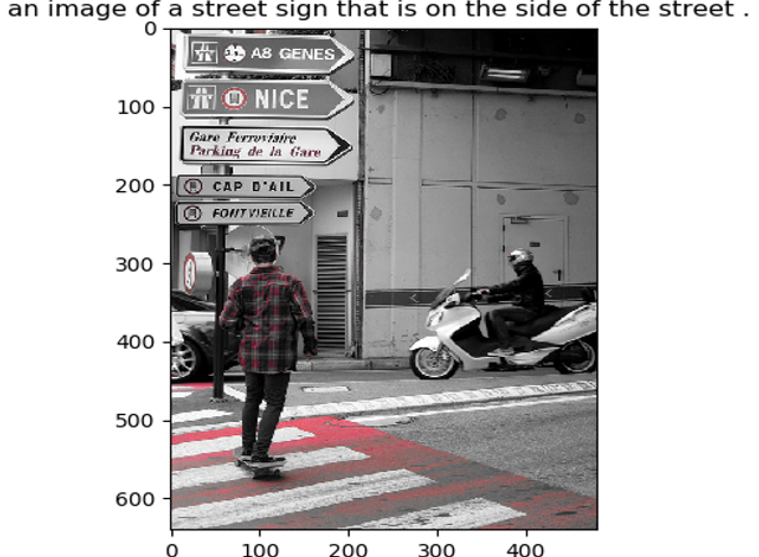 an image of a street sign that is on the side of the street .
A8 GENES
NICE
Gare Ferroviaire
Parking de la Gare
CAP D'AIL
FONTVIEILLE
0
100
200
300
400
500
600
0 100 200 300 400